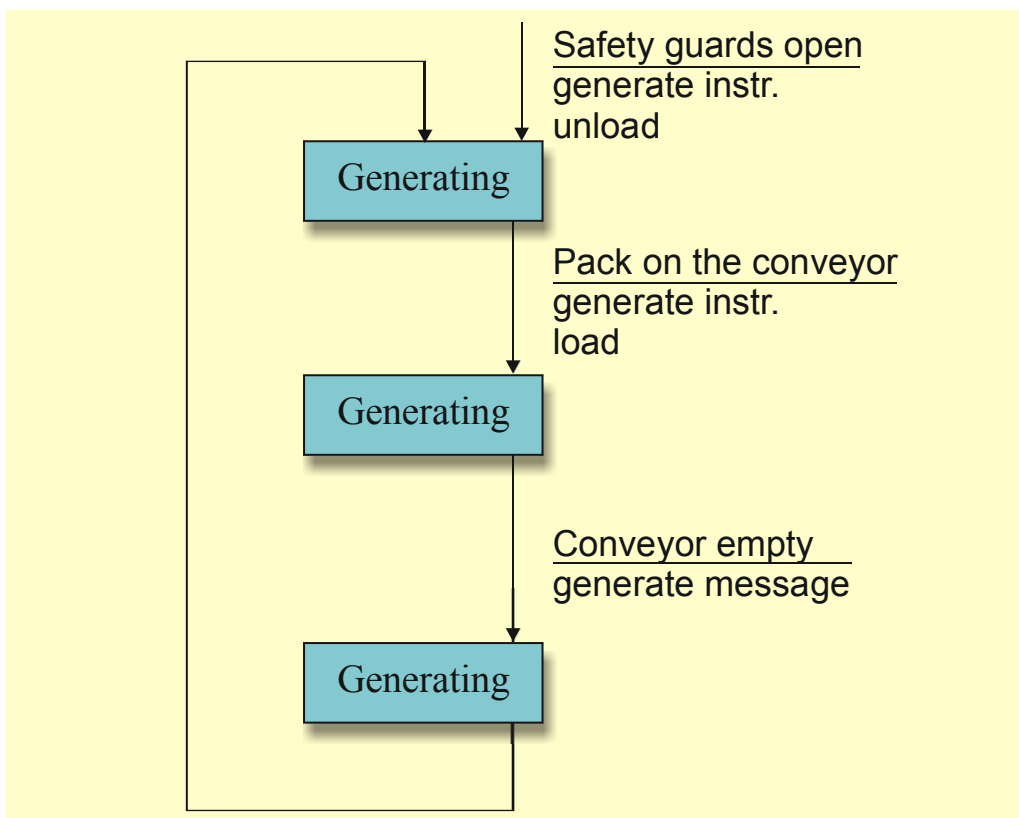 Safety guards open
generate instr.
unload
Generating
Pack on the conveyor
generate instr.
load
Generating
Conveyor empty
generate message
Generating